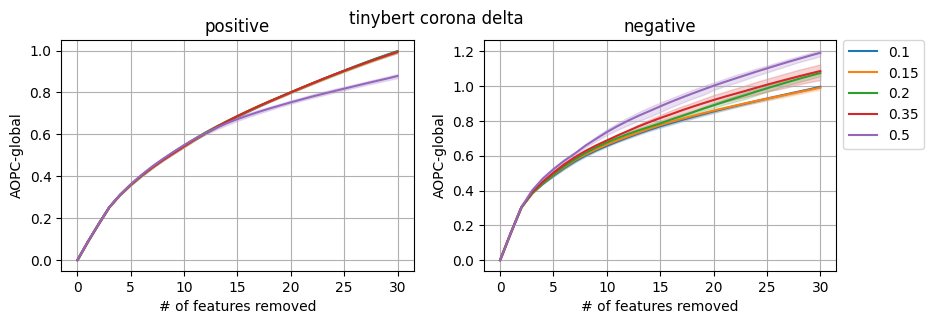 tinybert corona delta
positive
1.0
0.8
0.6
0.4
0.2
0.0
AOPC-global
0 5 10 15 20 25 30
# of features removed
negative
1.2
1.0
0.8
0.6
0.4
0.2
0.0
AOPC-global
0 5 10 15 20 25 30
# of features removed
0.1
0.15
0.2
0.35
0.5